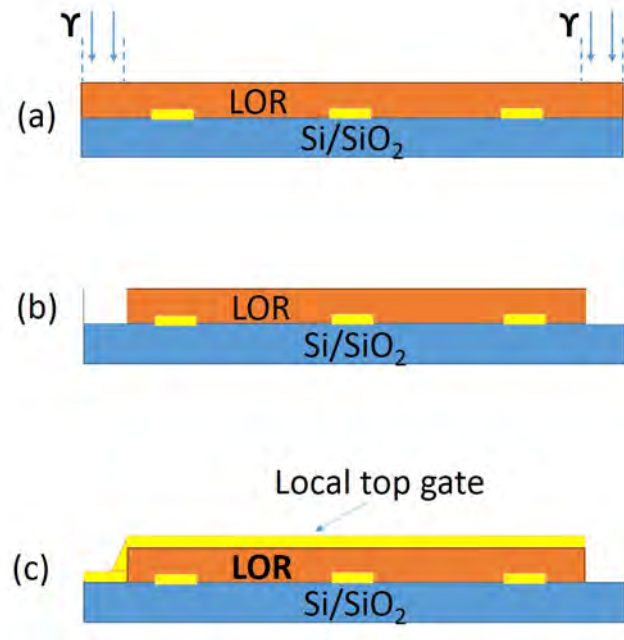 ϒ ϒ
(a)
LOR
Si/SiO₂
(b)
LOR
Si/SiO₂
Local top gate
(c)
LOR
Si/SiO₂